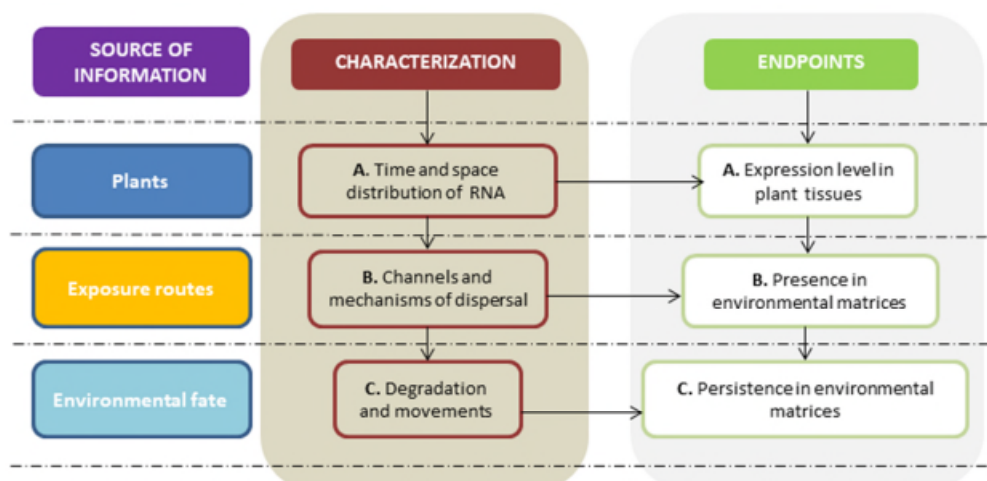 SOURCE OF
INFORMATION
CHARACTERIZATION
ENDPOINTS
Plants
A. Time and space
distribution of RNA
A. Expression level in
plant tissues
Exposure routes
B. Channels and
mechanisms of dispersal
B. Presence in
environmental matrices
Environmental fate
C. Degradation
and movements
C. Persistence in environmental
matrices